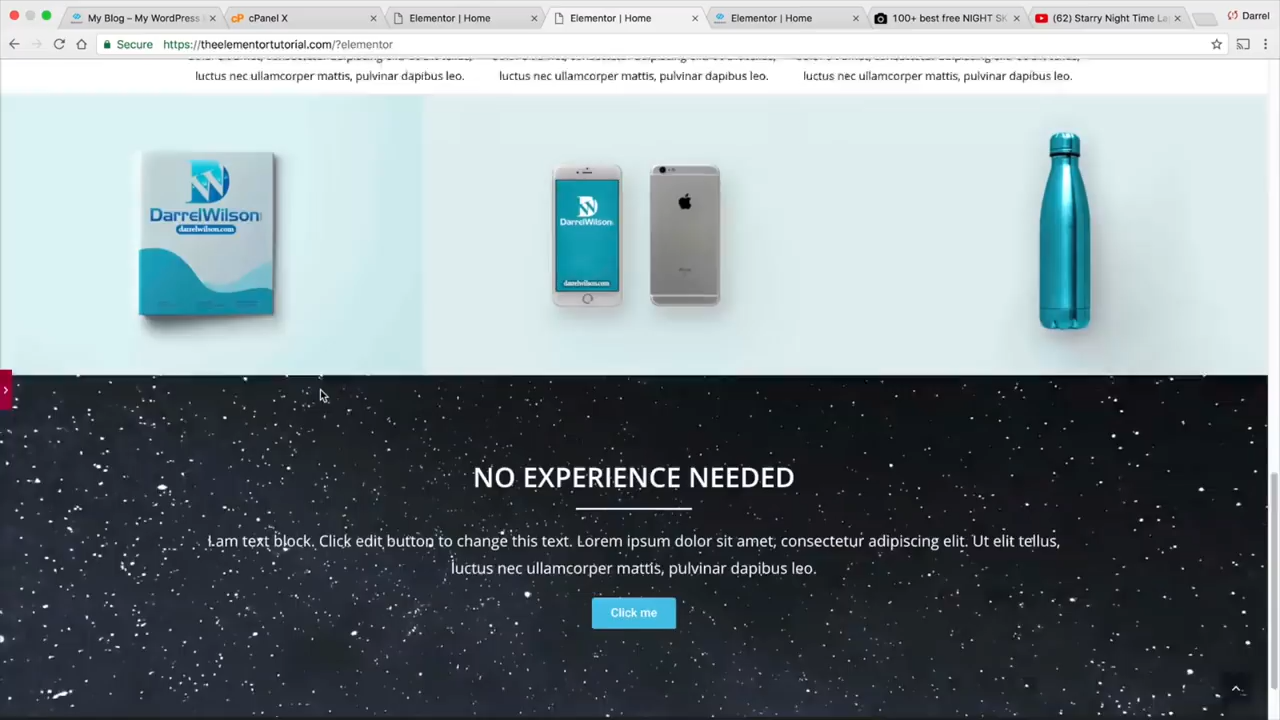 My Blog – My WordPress
cPanel X
Elementor | Home
Elementor | Home
Elementor | Home
100+ best free NIGHT SK
(62) Starry Night Time La
Darrel
Secure
https://theelementortutorial.com/?elementor
luctus nec ullamcorper mattis, pulvinar dapibus leo.
luctus nec ullamcorper mattis, pulvinar dapibus leo.
luctus nec ullamcorper mattis, pulvinar dapibus leo.
DarrelWilson
darrelwilson.com
DarrelWilson
darrelwilson.com
NO EXPERIENCE NEEDED
I am text block. Click edit button to change this text. Lorem ipsum dolor sit amet, consectetur adipiscing elit. Ut elit tellus,
luctus nec ullamcorper mattis, pulvinar dapibus leo.
Click me